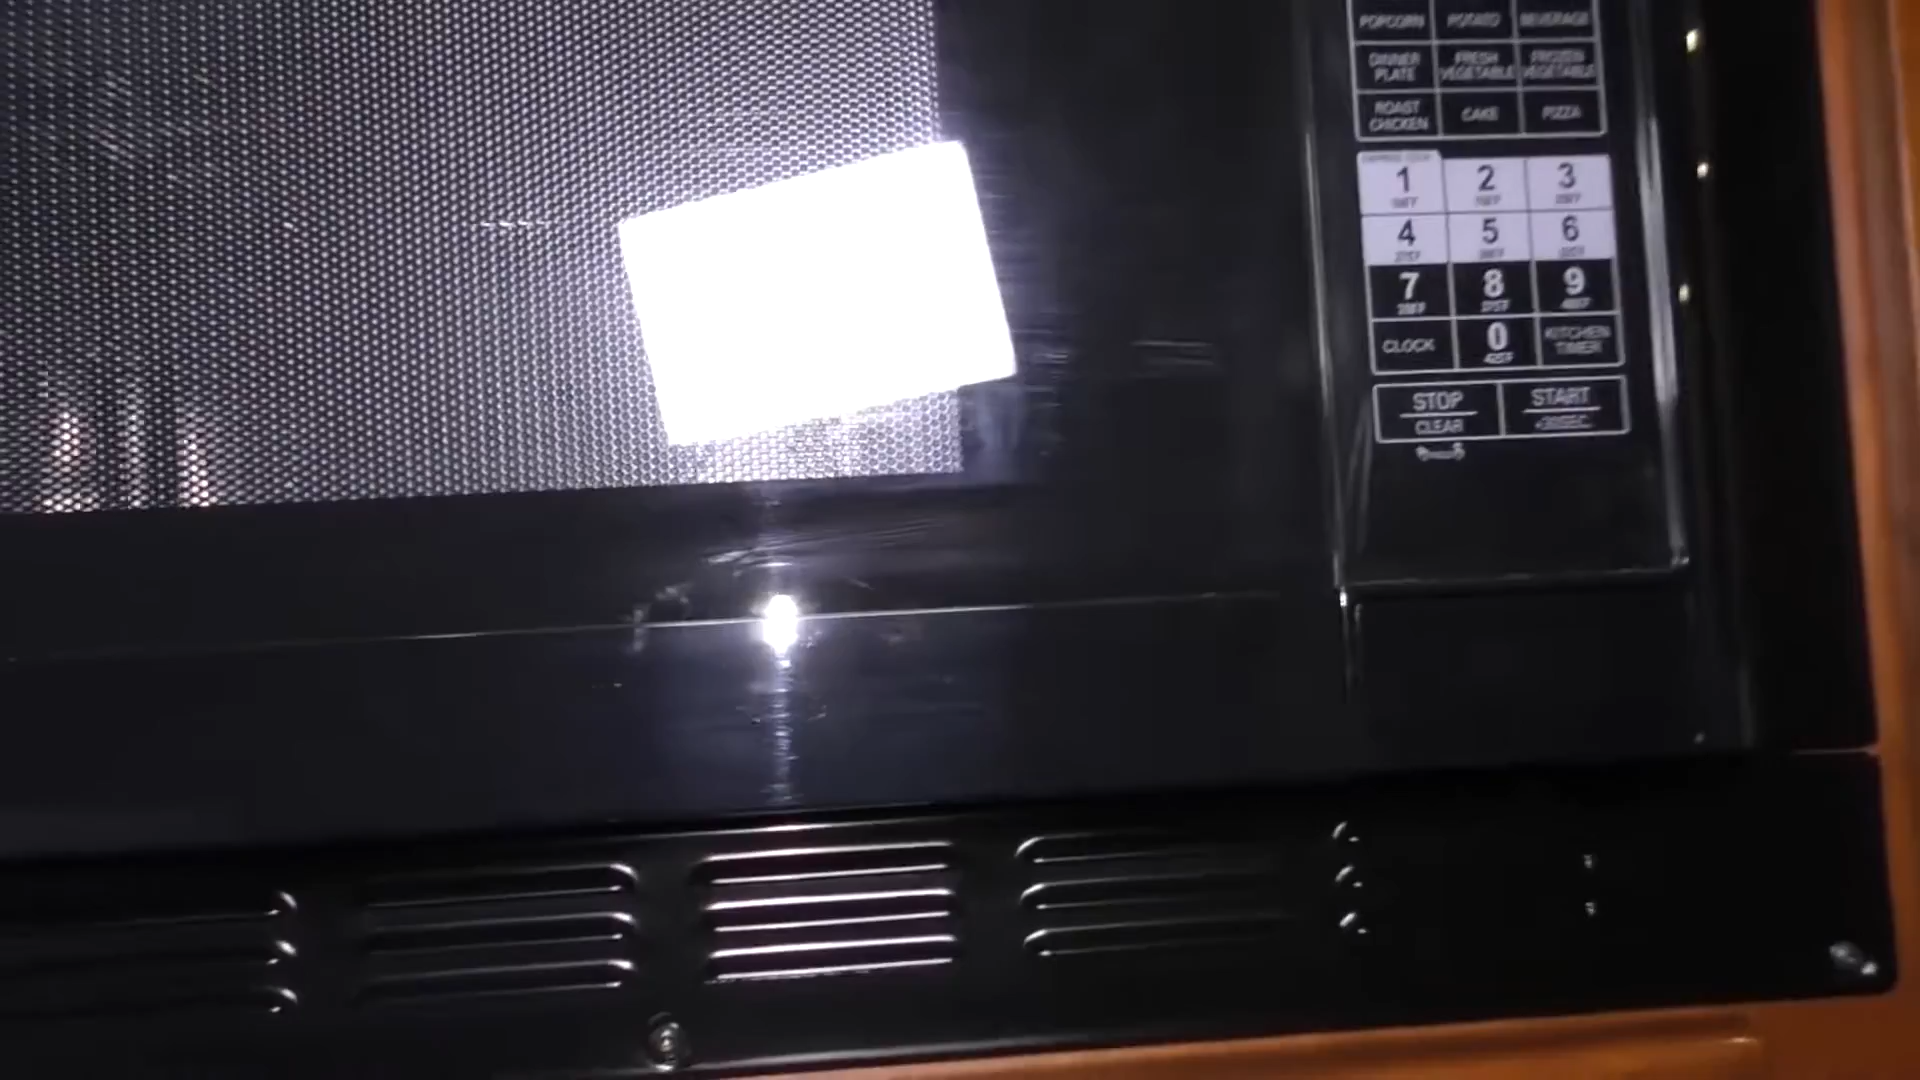 POPCORN POTATO BEVERAGE
DINNER PLATE FRESH VEGETABLE FROZEN VEGETABLE
ROAST CHICKEN CAKE PIZZA
1 2 3
4 5 6
7 8 9
CLOCK 0 KITCHEN TIMER
STOP CLEAR START +30SEC.